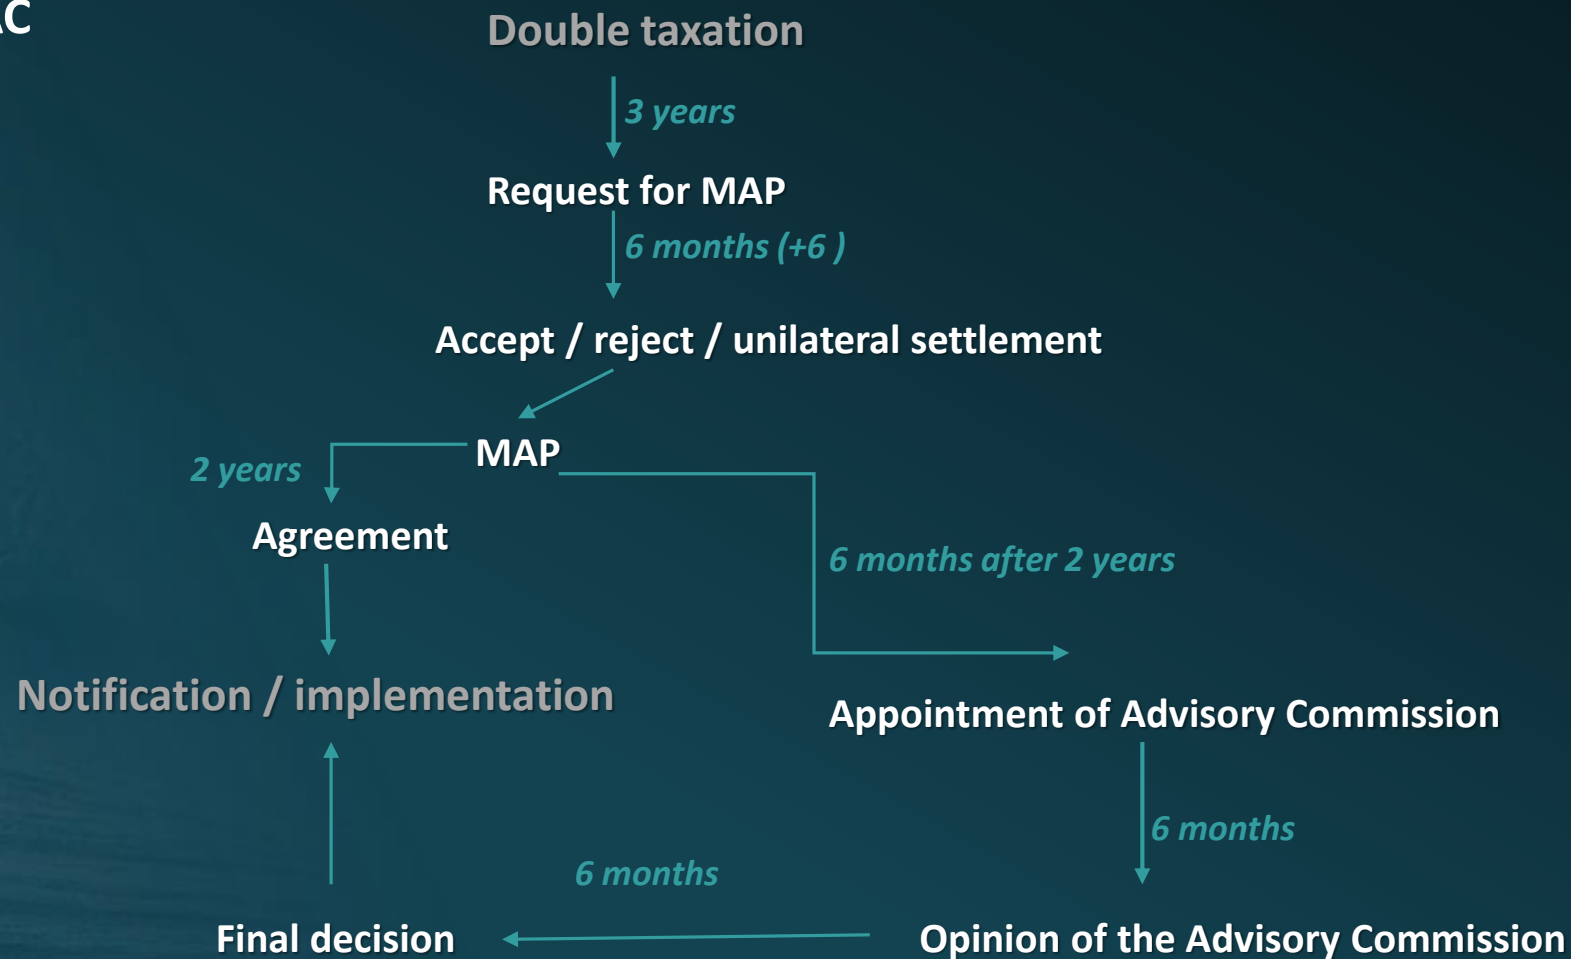 Double taxation
3 years
Request for MAP
6 months (+6 )
Accept / reject / unilateral settlement
MAP
2 years
Agreement
6 months after 2 years
Notification / implementation
Appointment of Advisory Commission
6 months
6 months
Final decision
Opinion of the Advisory Commission